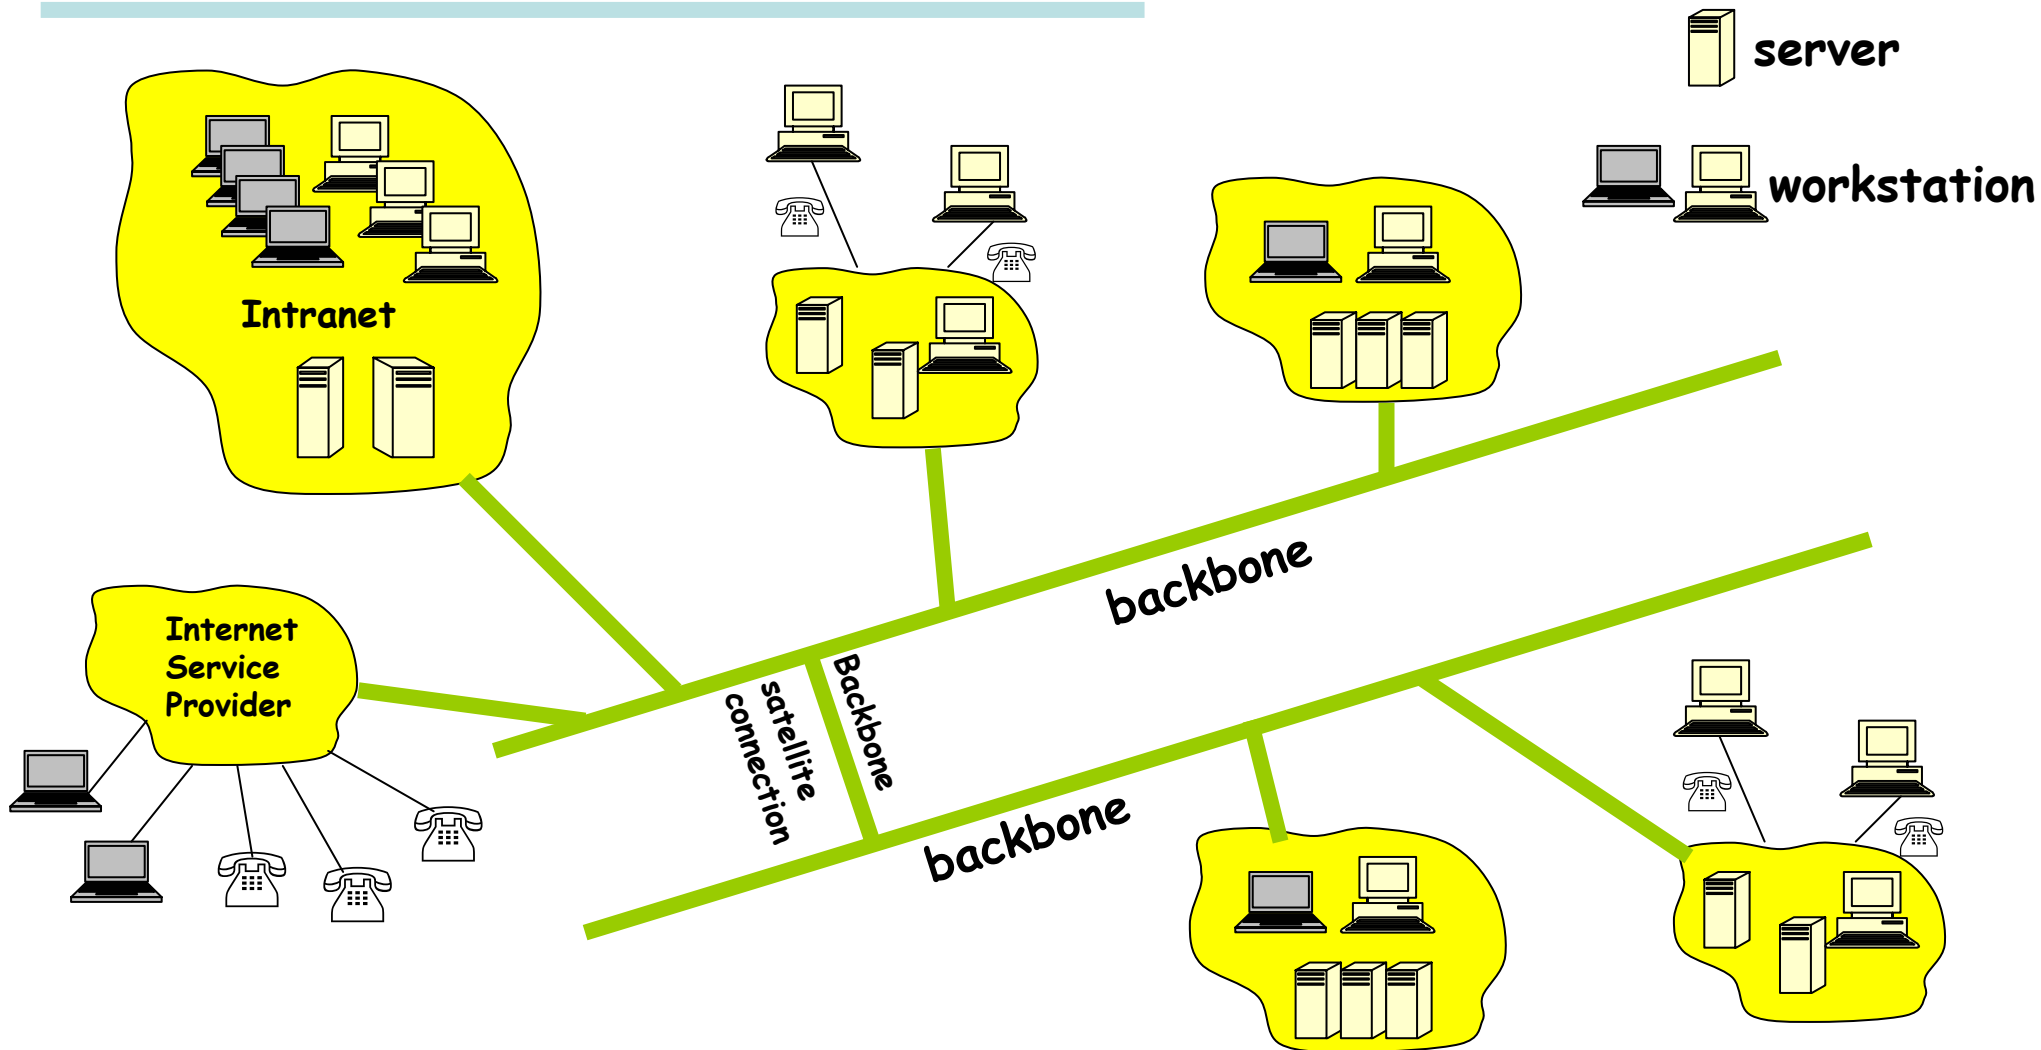 server
workstation
Intranet
backbone
Internet
Service
Provider
Backbone
satellite
connection
backbone